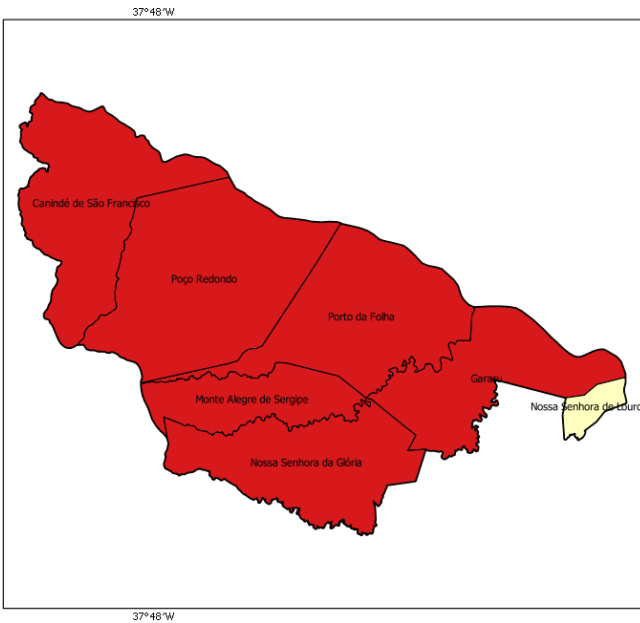 37°48'W
Canindé de São Francisco
Poço Redondo
Porto da Folha
Gararu
Monte Alegre de Sergipe
Nossa Senhora de
Nossa Senhora da Glória
37°48'W